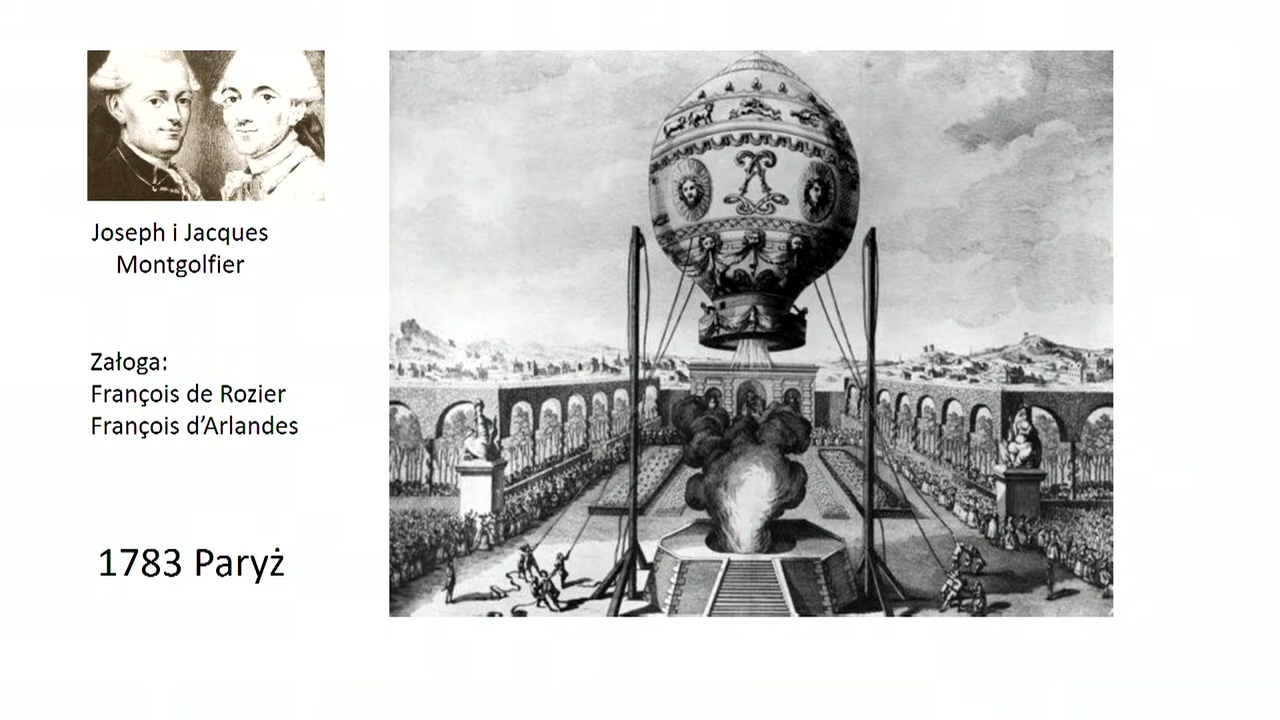 Joseph i Jacques
Montgolfier
Załoga:
François de Rozier
François d’Arlandes
1783 Paryż